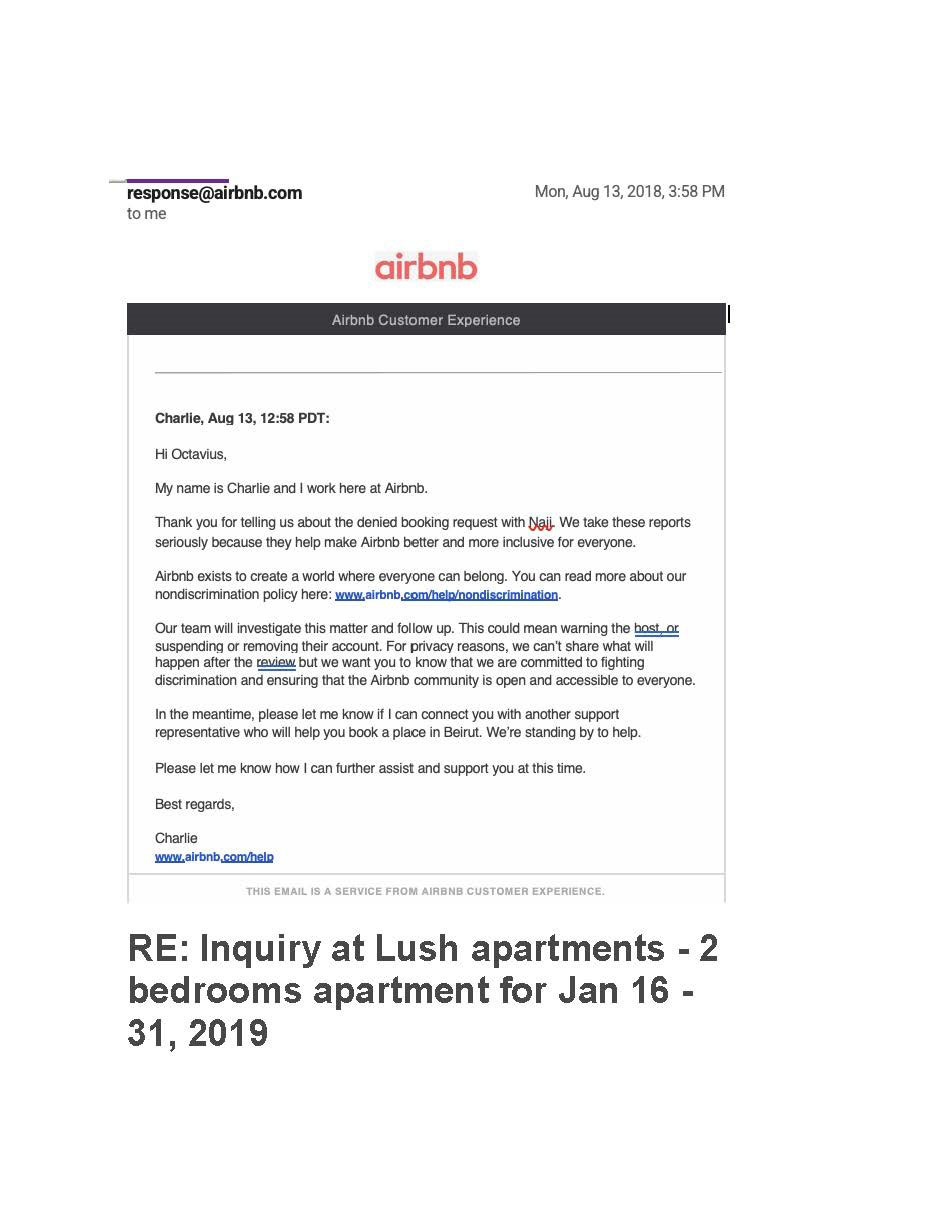 response@airbnb.com
Mon, Aug 13, 2018, 3:58 PM
to me
airbnb
Airbnb Customer Experience
Charlie, Aug 13, 12:58 PDT:
Hi Octavius,
My name is Charlie and I work here at Airbnb.
Thank you for telling us about the denied booking request with Naji. We take these reports
seriously because they help make Airbnb better and more inclusive for everyone.
Airbnb exists to create a world where everyone can belong. You can read more about our
nondiscrimination policy here: www.airbnb.com/help/nondiscrimination.
Our team will investigate this matter and follow up. This could mean warning the host, or
suspending or removing their account. For privacy reasons, we can't share what will
happen after the review but we want you to know that we are committed to fighting
discrimination and ensuring that the Airbnb community is open and accessible to everyone.
In the meantime, please let me know if I can connect you with another support
representative who will help you book a place in Beirut. We're standing by to help.
Please let me know how I can further assist and support you at this time.
Best regards,
Charlie
www.airbnb.com/help
THIS EMAIL IS A SERVICE FROM AIRBNB CUSTOMER EXPERIENCE.
RE: Inquiry at Lush apartments - 2
bedrooms apartment for Jan 16 -
31, 2019